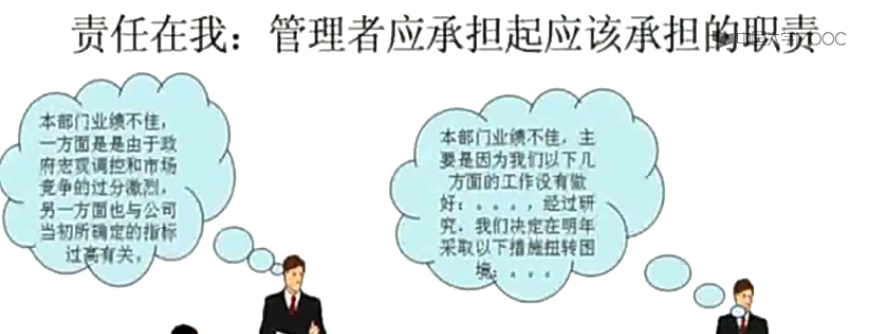 责任在我：管理者应承担起应该承担的职责
本部门业绩不佳，
一方面是是由于政
府宏观调控和市场
竞争的过分激烈，
另一方面也与公司
当初所确定的指标
过高有关。
本部门业绩不佳，主
要是因为我们以下几
方面的工作没有做
好：。。。，经过研
究，我们决定在明年
采取以下措施扭转困
境：。。。